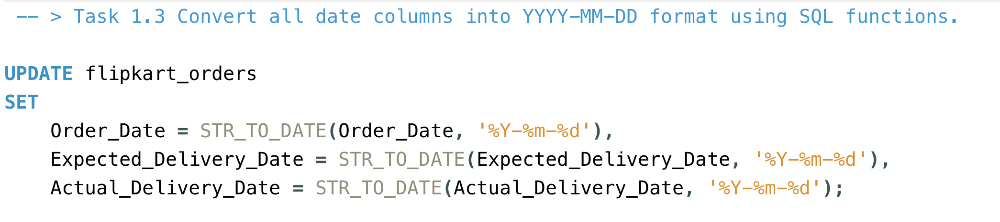 -- > Task 1.3 Convert all date columns into YYYY-MM-DD format using SQL functions.
UPDATE flipkart_orders
SET
Order_Date = STR_TO_DATE(Order_Date, '%Y-%m-%d'),
Expected_Delivery_Date = STR_TO_DATE(Expected_Delivery_Date, '%Y-%m-%d'),
Actual_Delivery_Date = STR_TO_DATE(Actual_Delivery_Date, '%Y-%m-%d');